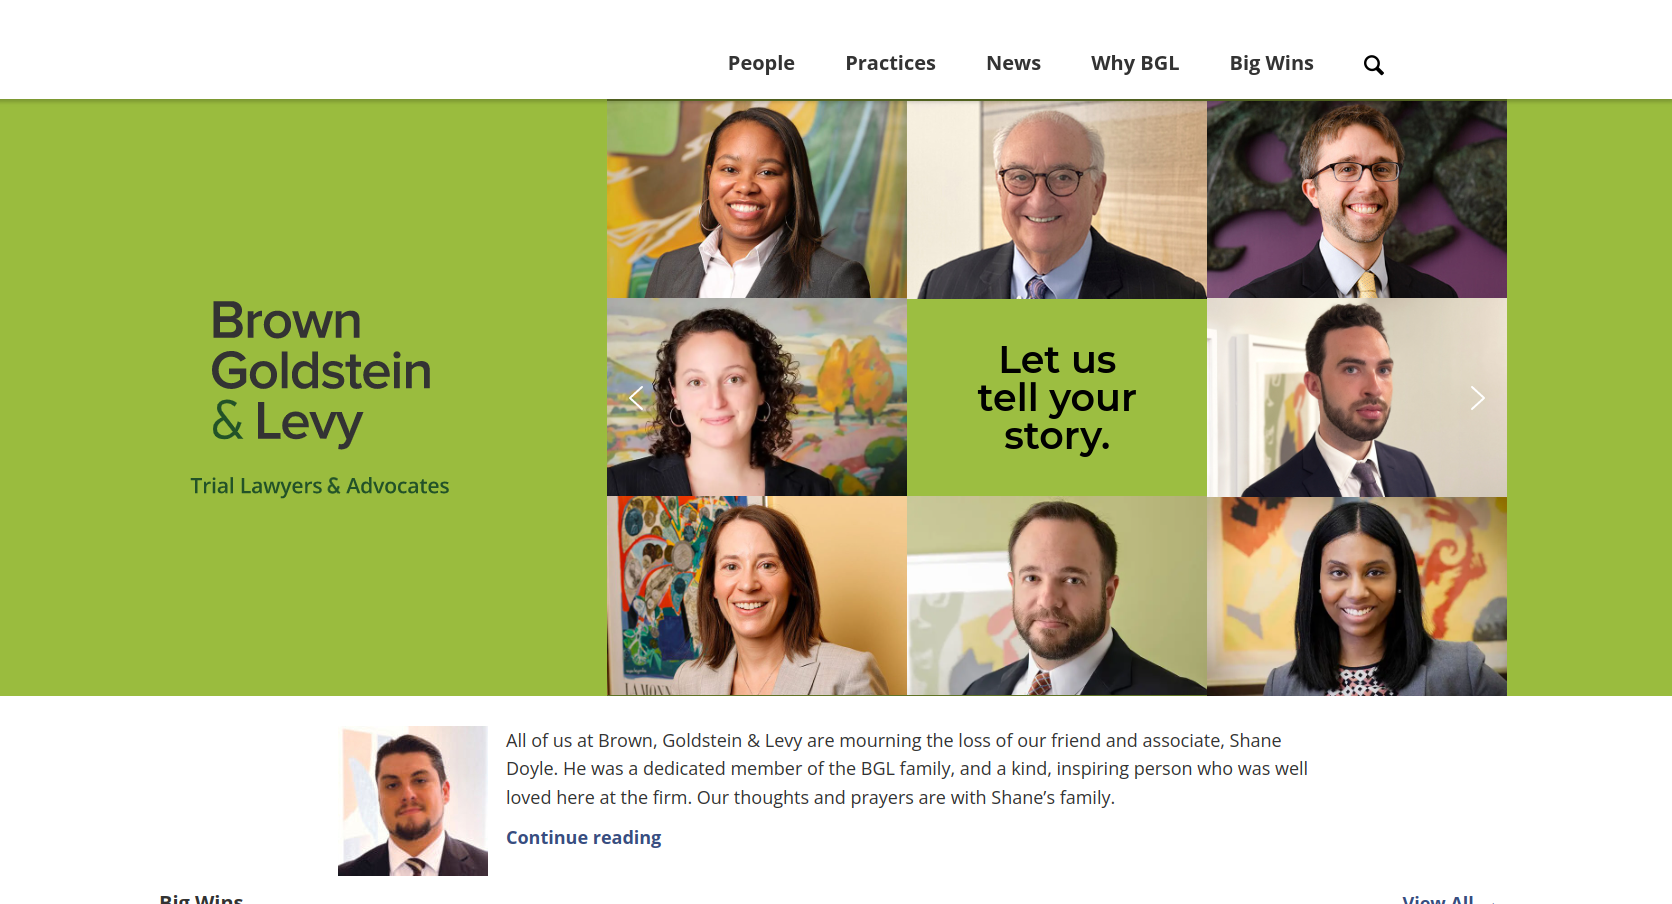 People Practices News Why BGL Big Wins
Brown
Goldstein
& Levy
Trial Lawyers & Advocates
Let us
tell your
story.
All of us at Brown, Goldstein & Levy are mourning the loss of our friend and associate, Shane
Doyle. He was a dedicated member of the BGL family, and a kind, inspiring person who was well
loved here at the firm. Our thoughts and prayers are with Shane’s family.
Continue reading
Big Wins View All